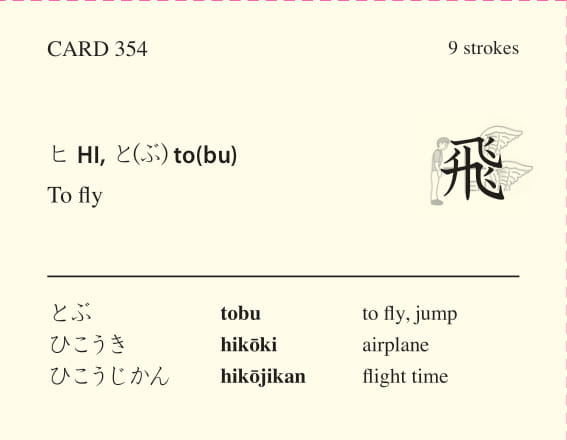 CARD 354
9 strokes
ヒ HI, と(ぶ) to(bu)
To fly
飛
とぶ tobu to fly, jump
ひこうき hikōki airplane
ひこうじかん hikōjikan flight time